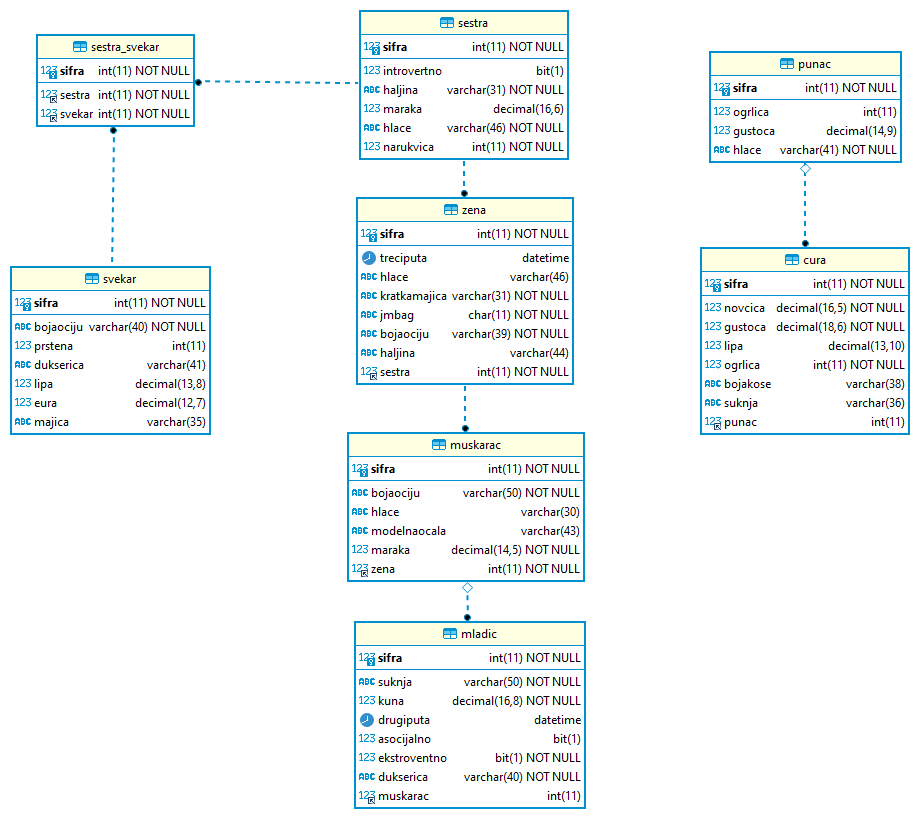 sestra_svekar
123 sifra int(11) NOT NULL
123 sestra int(11) NOT NULL
123 svekar int(11) NOT NULL
sestra
123 sifra int(11) NOT NULL
123 introvertno bit(1)
ABC haljina varchar(31) NOT NULL
123 maraka decimal(16,6)
ABC hlace varchar(46) NOT NULL
123 narukvica int(11) NOT NULL
punac
123 sifra int(11) NOT NULL
123 ogrlica int(11)
123 gustoca decimal(14,9)
ABC hlace varchar(41) NOT NULL
zena
123 sifra int(11) NOT NULL
treciputa datetime
ABC hlace varchar(46)
ABC kratkamajica varchar(31) NOT NULL
ABC jmbag char(11) NOT NULL
ABC bojaociju varchar(39) NOT NULL
ABC haljina varchar(44)
123 sestra int(11) NOT NULL
svekar
123 sifra int(11) NOT NULL
ABC bojaociju varchar(40) NOT NULL
123 prstena int(11)
ABC dukserica varchar(41)
123 lipa decimal(13,8)
123 eura decimal(12,7)
ABC majica varchar(35)
cura
123 sifra int(11) NOT NULL
123 novcica decimal(16,5) NOT NULL
123 gustoca decimal(18,6) NOT NULL
123 lipa decimal(13,10)
123 ogrlica int(11) NOT NULL
ABC bojakose varchar(38)
ABC suknja varchar(36)
123 punac int(11)
muskarac
123 sifra int(11) NOT NULL
ABC bojaociju varchar(50) NOT NULL
ABC hlace varchar(30)
ABC modelnaocala varchar(43)
123 maraka decimal(14,5) NOT NULL
123 zena int(11) NOT NULL
mladic
123 sifra int(11) NOT NULL
ABC suknja varchar(50) NOT NULL
123 kuna decimal(16,8) NOT NULL
drugiputa datetime
123 asocijalno bit(1)
123 ekstroventno bit(1) NOT NULL
ABC dukserica varchar(40) NOT NULL
123 muskarac int(11)